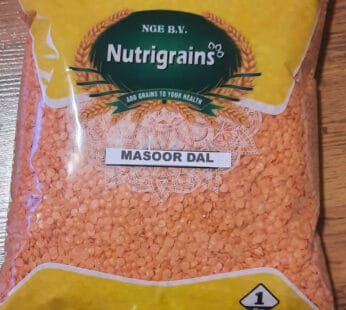 NGE B.V.
Nutrigrains
ADD GRAINS TO YOUR HEALTH
MASOOR DAL
1